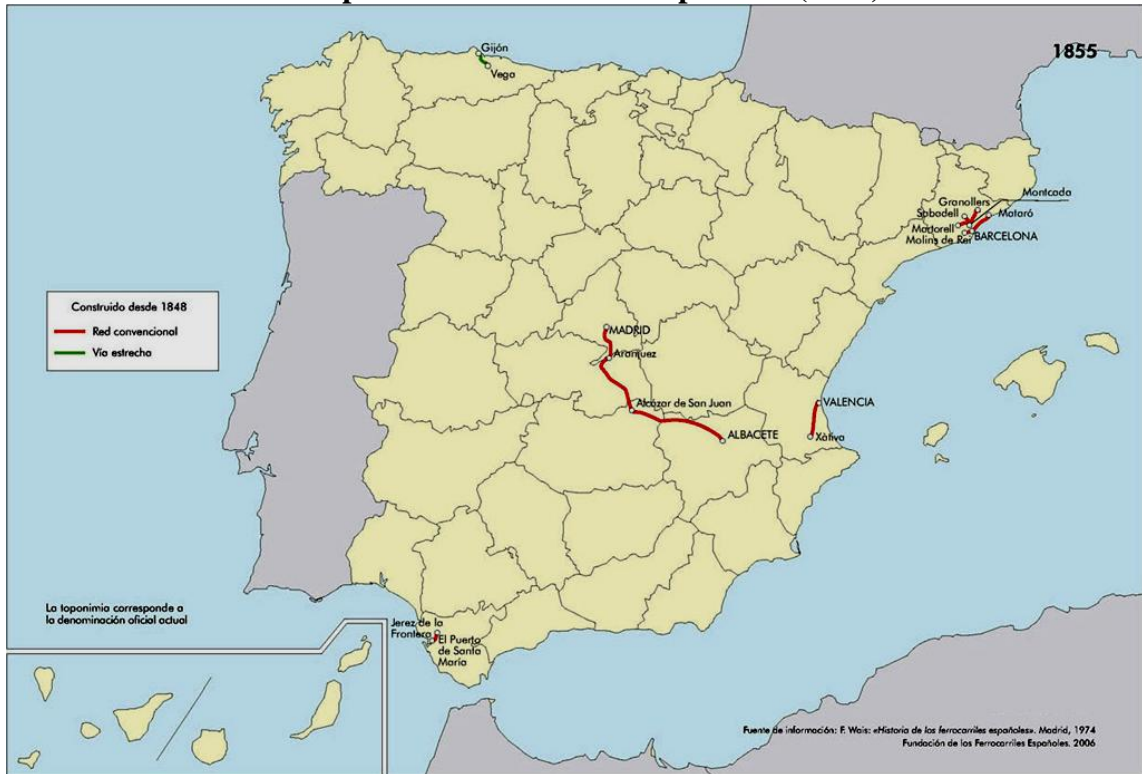 1855
Gijón
Vega
Montcada
Granollers
Sabadell
Mataró
Martorell
Molins de Rei
BARCELONA
Construido desde 1848
Red convencional
Vía estrecha
MADRID
Aranjuez
Alcázar de San Juan
ALBACETE
VALENCIA
Xàtiva
La toponimia corresponde a
la denominación oficial actual
Jerez de la
Frontera
El Puerto
de Santa
María
Fuente de información: F. Wais: «Historia de los ferrocarriles españoles». Madrid, 1974
Fundación de los Ferrocarriles Españoles. 2006